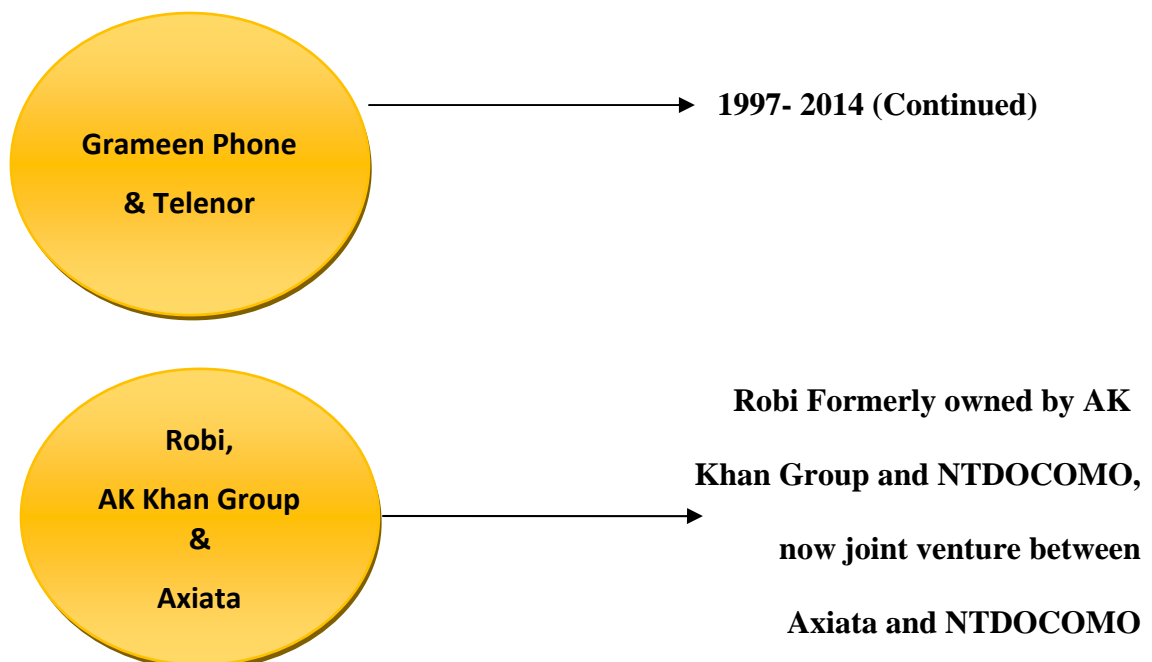 Grameen Phone
& Telenor
1997- 2014 (Continued)
Robi,
AK Khan Group
&
Axiata
Robi Formerly owned by AK
Khan Group and NTDOCOMO,
now joint venture between
Axiata and NTDOCOMO